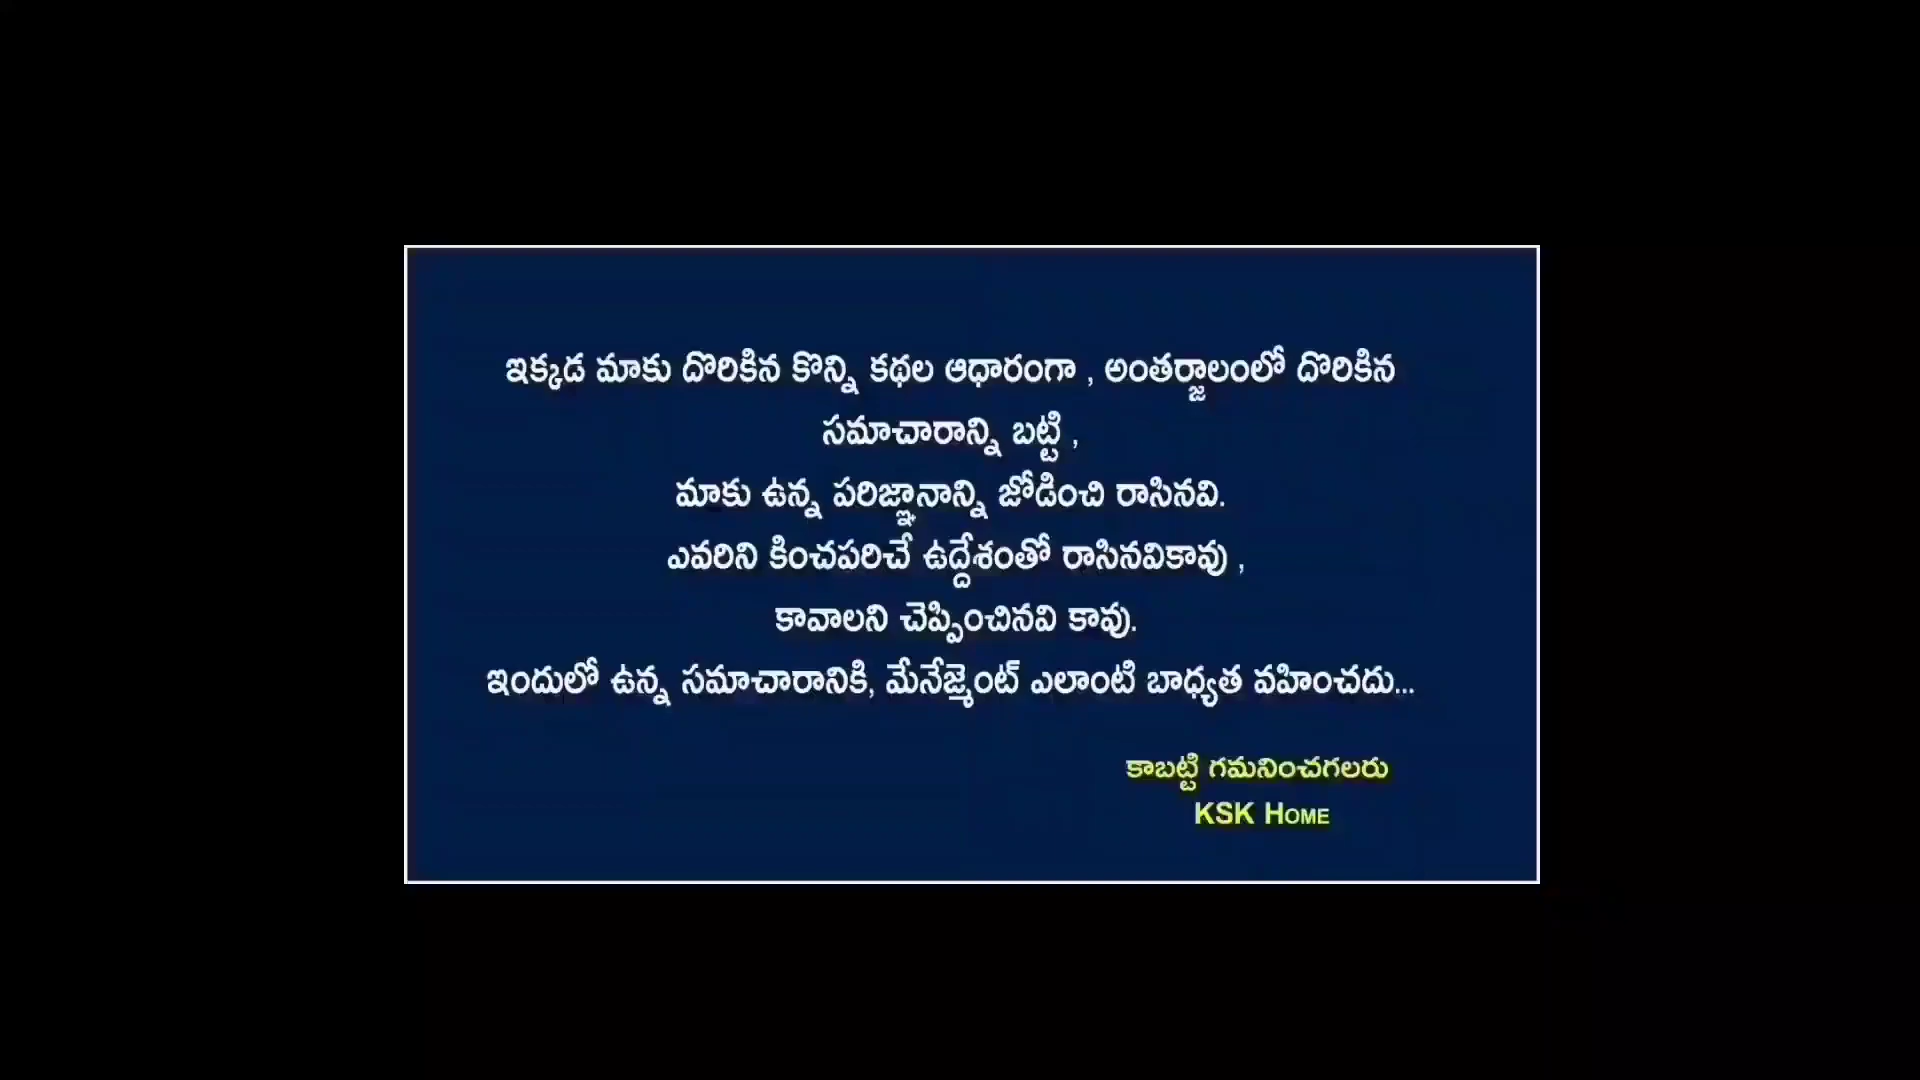 ఇక్కడ మాకు దొరికిన కొన్ని కథల ఆధారంగా , అంతర్జాలంలో దొరికిన
సమాచారాన్ని బట్టి ,
మాకు ఉన్న పరిజ్ఞానాన్ని జోడించి రాసినవి.
ఎవరిని కించపరిచే ఉద్దేశంతో రాసినవికావు ,
కావాలని చెప్పించినవి కావు.
ఇందులో ఉన్న సమాచారానికి, మేనేజ్మెంట్ ఎలాంటి బాధ్యత వహించదు...
కాబట్టి గమనించగలరు
KSK HOME